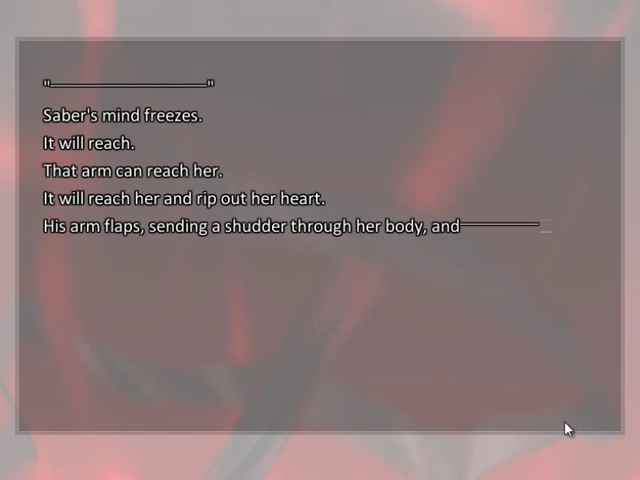 "――――――――"
Saber's mind freezes.
It will reach.
That arm can reach her.
It will reach her and rip out her heart.
His arm flaps, sending a shudder through her body, and――――